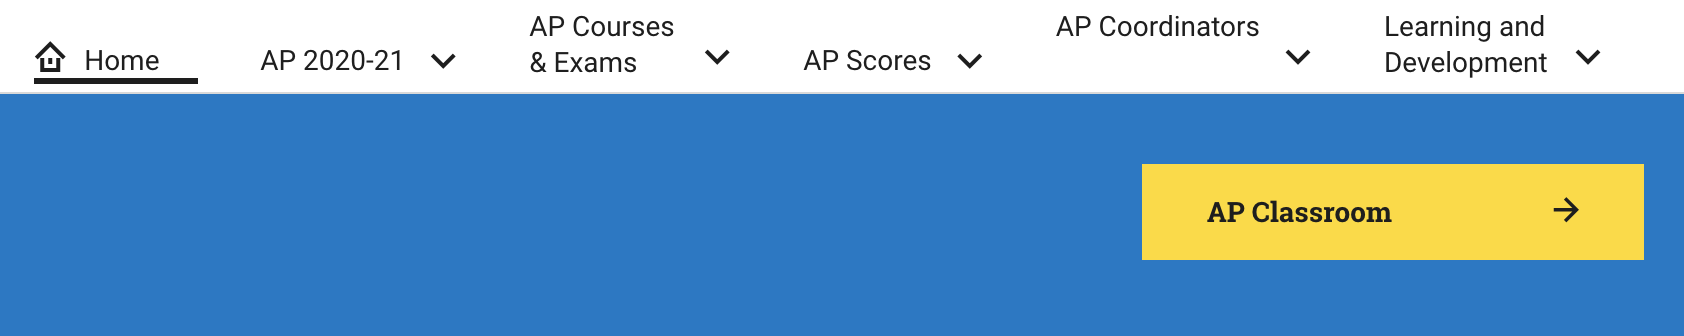 Home
AP 2020-21
AP Courses
& Exams
AP Scores
AP Coordinators
Learning and
Development
AP Classroom